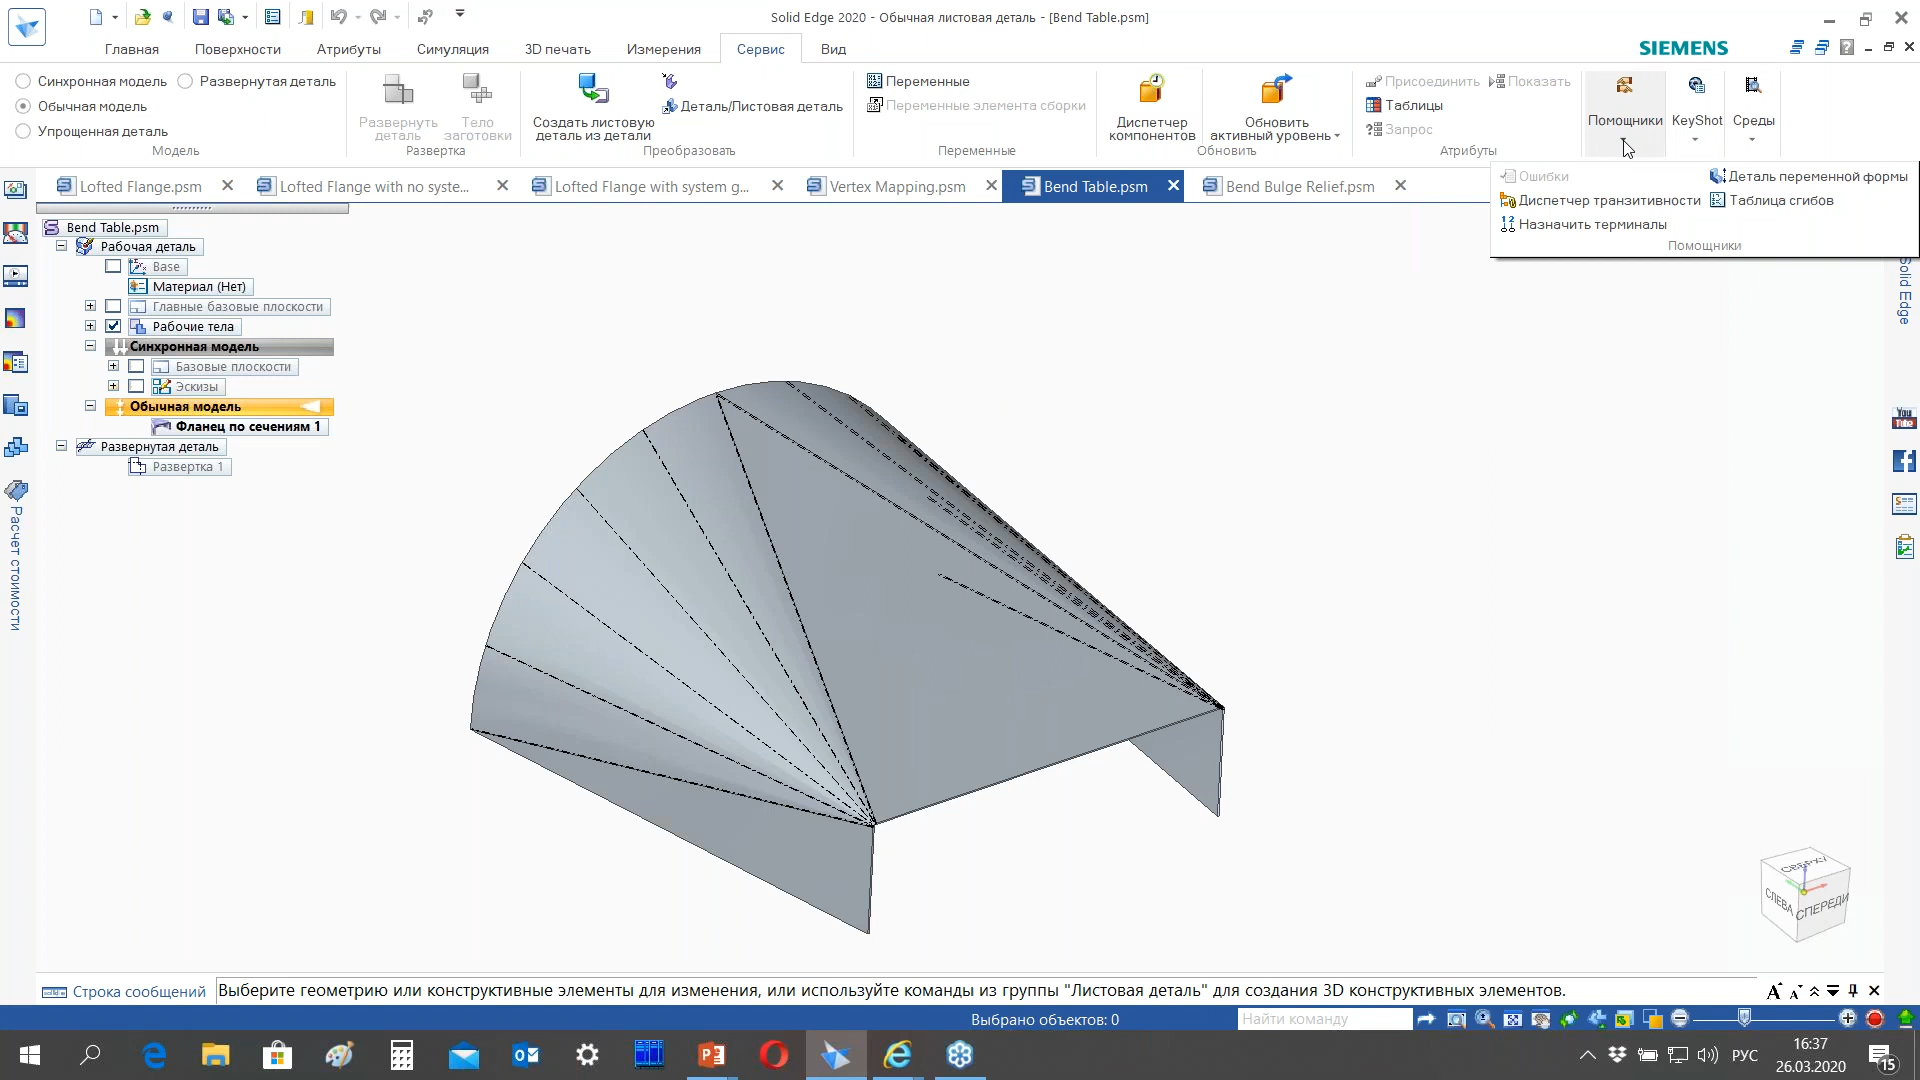 Solid Edge 2020 - Обычная листовая деталь - [Bend Table.psm]
Главная Поверхности Атрибуты Симуляция 3D печать Измерения Сервис Вид
SIEMENS
Синхронная модель Развернутая деталь
Обычная модель
Упрощенная деталь
Модель
Развернуть деталь
Тело заготовки
Развертка
Создать листовую деталь из детали
Деталь/Листовая деталь
Преобразовать
Переменные
Переменные элемента сборки
Переменные
Диспетчер компонентов
Обновить активный уровень
Обновить
Присоединить Показать
Таблицы
Запрос
Атрибуты
Помощники
KeyShot
Среды
Lofted Flange.psm
Lofted Flange with no syste...
Lofted Flange with system g...
Vertex Mapping.psm
Bend Table.psm
Bend Bulge Relief.psm
Ошибки
Деталь переменной формы
Диспетчер транзитивности
Таблица сгибов
Назначить терминалы
Помощники
Bend Table.psm
Рабочая деталь
Base
Материал (Нет)
Главные базовые плоскости
Рабочие тела
Синхронная модель
Базовые плоскости
Эскизы
Обычная модель
Фланец по сечениям 1
Развернутая деталь
Развертка 1
Расчет стоимости
Solid Edge
You Tube
СВЕРХУ
СЛЕВА
СПЕРЕДИ
Строка сообщений
Выберите геометрию или конструктивные элементы для изменения, или используйте команды из группы "Листовая деталь" для создания 3D конструктивных элементов.
Выбрано объектов: 0
Найти команду
РУС
16:37
26.03.2020
15